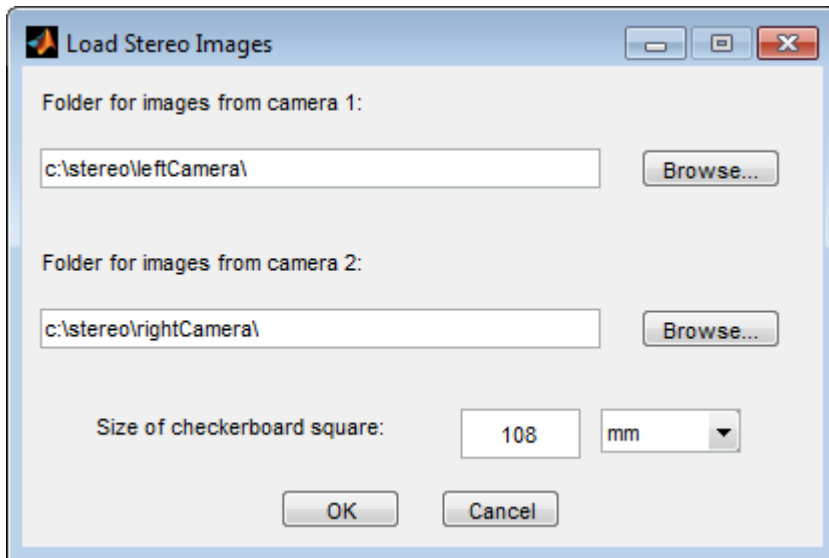 Load Stereo Images
Folder for images from camera 1:
c:\stereo\leftCamera\ Browse...
Folder for images from camera 2:
c:\stereo\rightCamera\ Browse...
Size of checkerboard square: 108 mm
OK Cancel